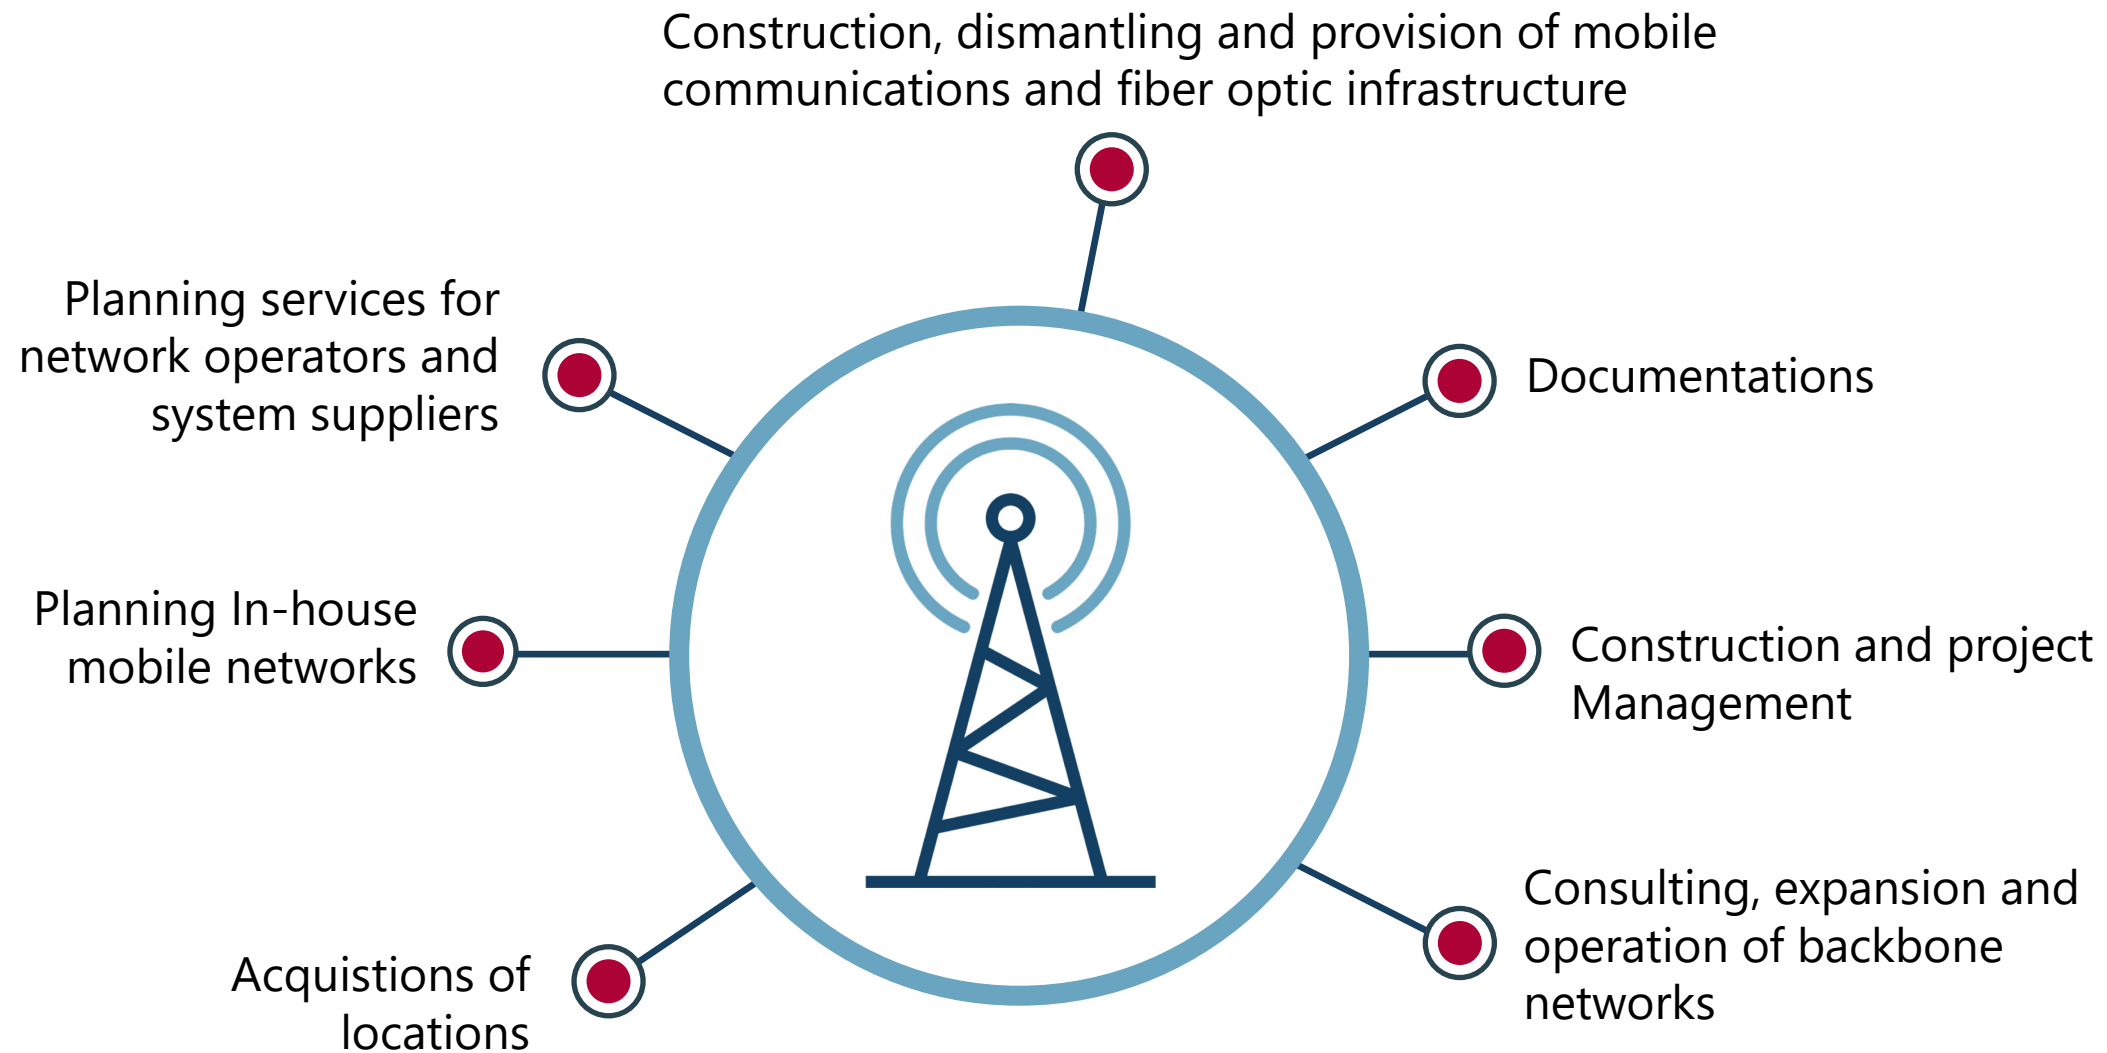 Construction, dismantling and provision of mobile
communications and fiber optic infrastructure
Planning services for
network operators and
system suppliers
Documentations
Planning In-house
mobile networks
Construction and project
Management
Acquistions of
locations
Consulting, expansion and
operation of backbone
networks